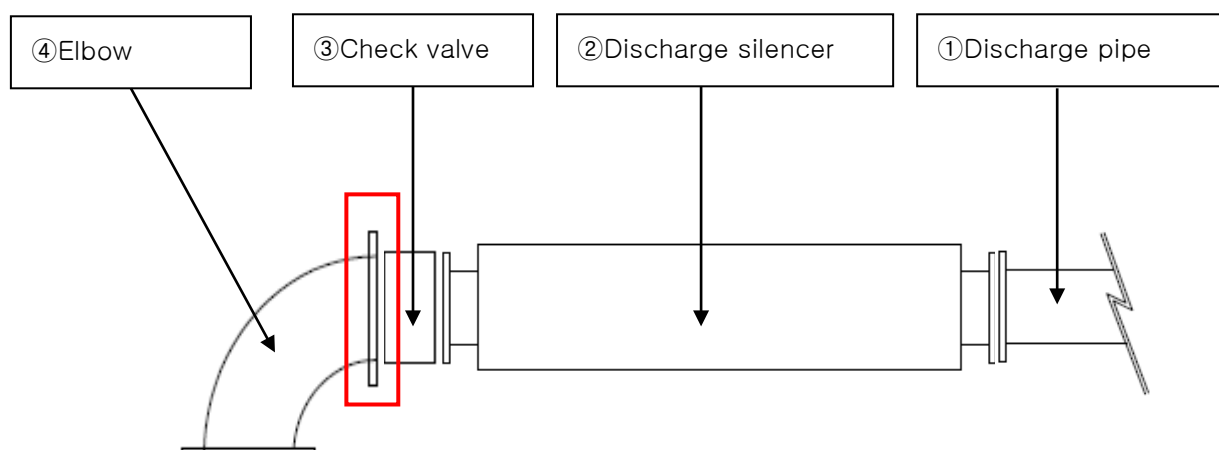 ④Elbow
③Check valve
②Discharge silencer
①Discharge pipe